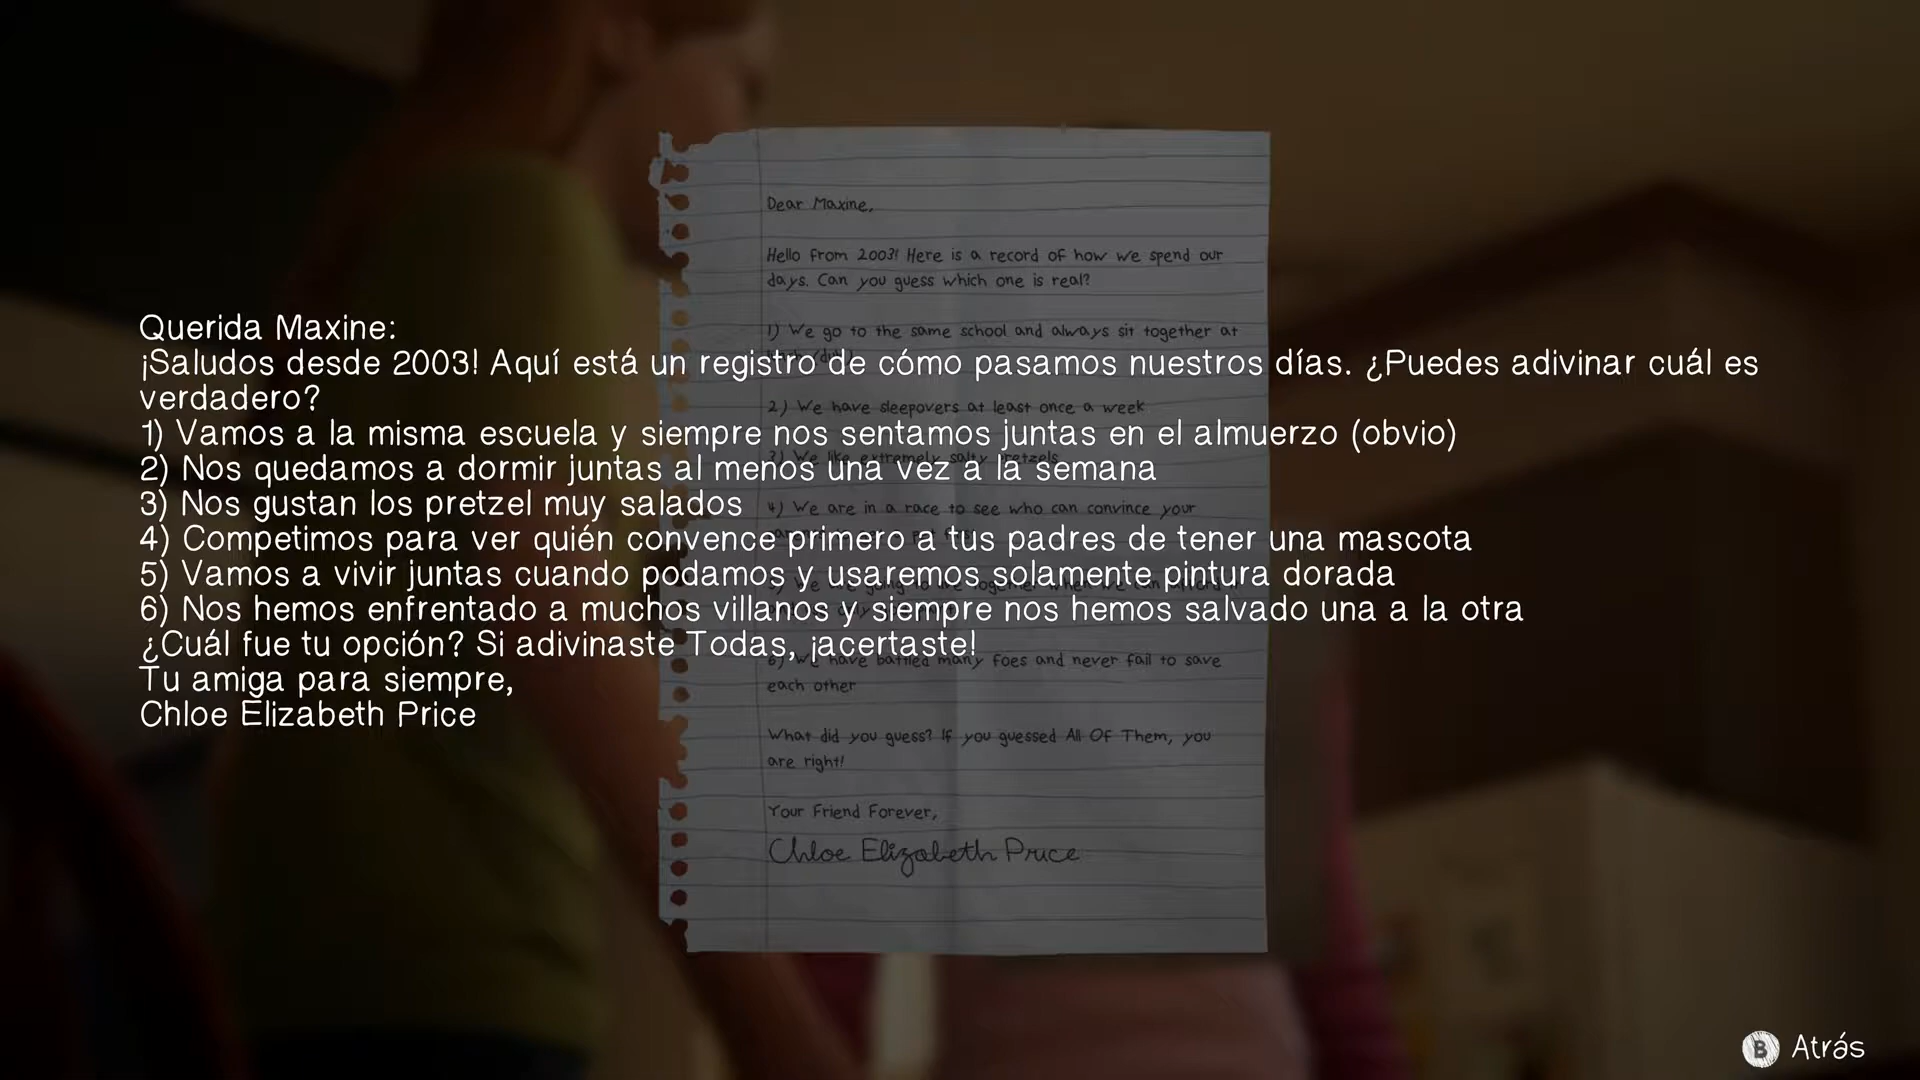 Querida Maxine:
¡Saludos desde 2003! Aquí está un registro de cómo pasamos nuestros días. ¿Puedes adivinar cuál es
verdadero?
1) Vamos a la misma escuela y siempre nos sentamos juntas en el almuerzo (obvio)
2) Nos quedamos a dormir juntas al menos una vez a la semana
3) Nos gustan los pretzel muy salados
4) Competimos para ver quién convence primero a tus padres de tener una mascota
5) Vamos a vivir juntas cuando podamos y usaremos solamente pintura dorada
6) Nos hemos enfrentado a muchos villanos y siempre nos hemos salvado una a la otra
¿Cuál fue tu opción? Si adivinaste Todas, ¡acertaste!
Tu amiga para siempre,
Chloe Elizabeth Price
Dear Maxine,
Hello from 2003! Here is a record of how we spend our
days. Can you guess which one is real?
1) We go to the same school and always sit together at
2) We have sleepovers at least once a week
3) We like extremely salty pretzels
4) We are in a race to see who can convince your
6) We have battled many foes and never fail to save
each other
What did you guess? If you guessed All Of Them, you
are right!
Your Friend Forever,
Chloe Elizabeth Price
B Atrás